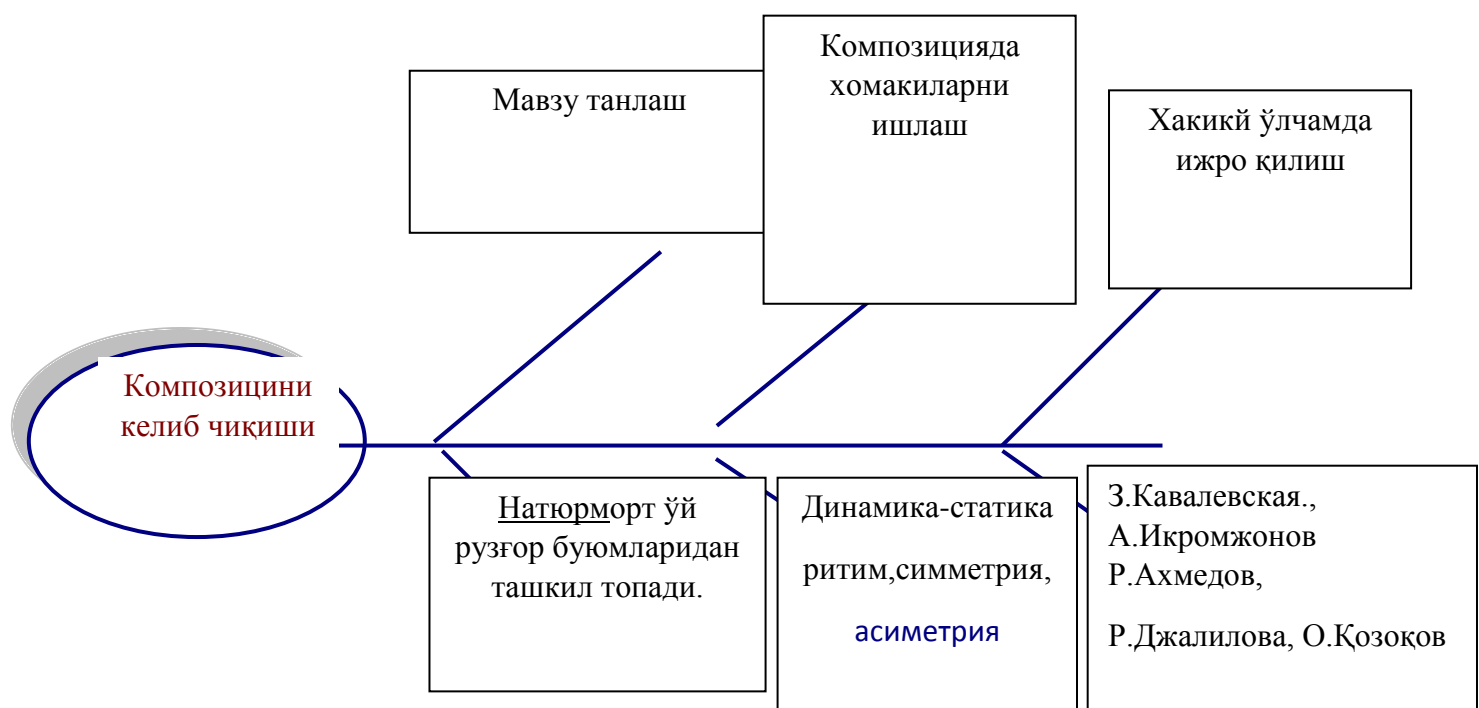 Мавзу танлаш
Композицияда
хомакиларни
ишлаш
Хакикй ўлчамда
ижро қилиш
Композицини
келиб чиқиши
Натюрморт ўй
рузғор буюмларидан
ташкил топади.
Динамика-статика
ритим,симметрия,
асиметрия
З.Кавалевская.,
А.Икромжонов
Р.Ахмедов,
Р.Джалилова, О.Қозоқов